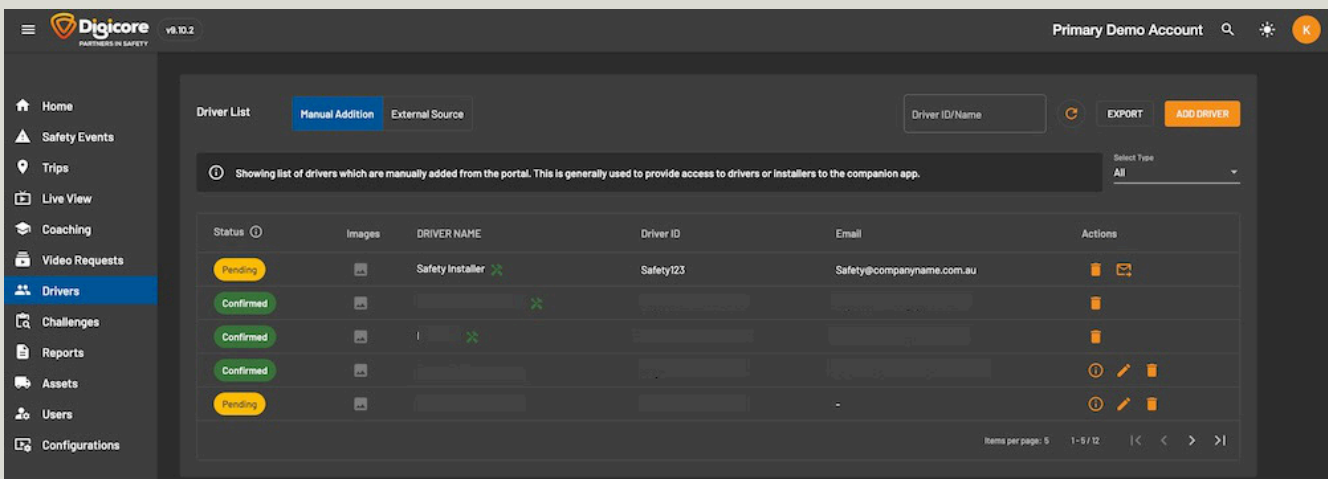 Digicore
PARTNERS IN SAFETY
v9.10.2
Primary Demo Account
K
Home
Safety Events
Trips
Live View
Coaching
Video Requests
Drivers
Challenges
Reports
Assets
Users
Configurations
Driver List
Manual Addition
External Source
Driver ID/Name
EXPORT
ADD DRIVER
Showing list of drivers which are manually added from the portal. This is generally used to provide access to drivers or installers to the companion app.
Select Type
All
Status Images DRIVER NAME Driver ID Email Actions
Pending Safety Installer Safety123 Safety@companyname.com.au
Confirmed
Confirmed
Confirmed
Pending -
Items per page: 5 1-5 / 12